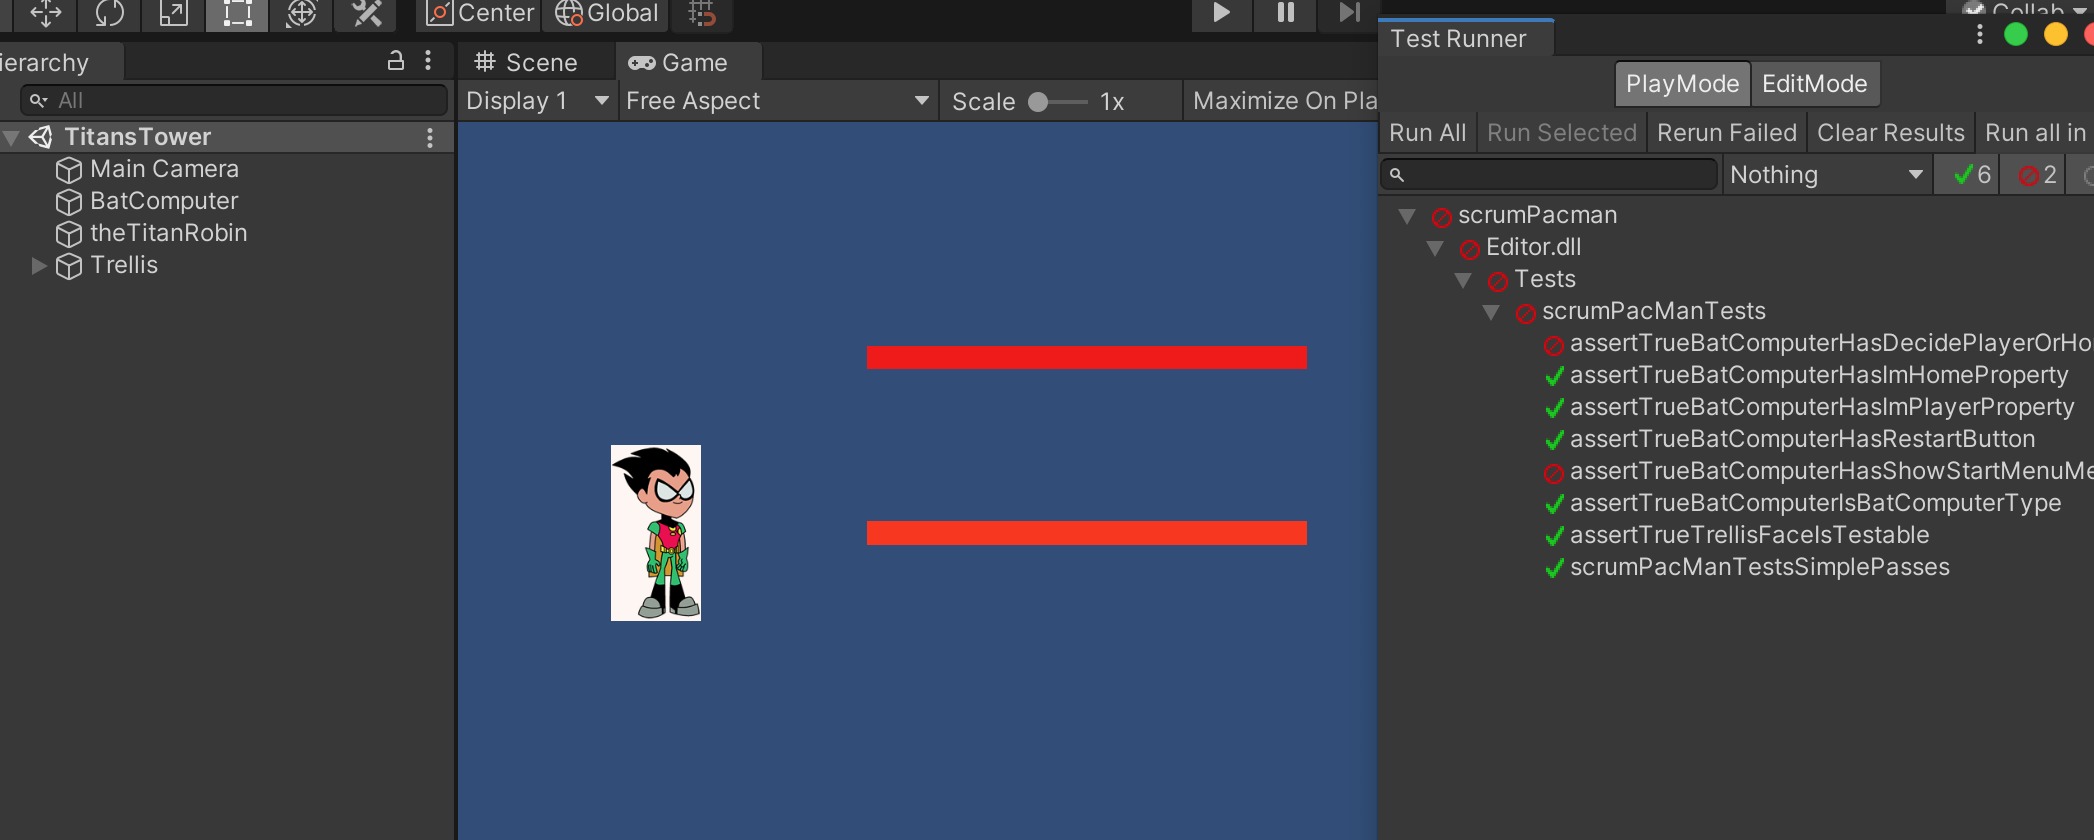 Center Global
Collab
ierarchy
All
TitansTower
Main Camera
BatComputer
theTitanRobin
Trellis
Scene Game
Display 1 Free Aspect Scale 1x Maximize On Pla
Test Runner
PlayMode EditMode
Run All Run Selected Rerun Failed Clear Results Run all in
Nothing 6 2
scrumPacman
Editor.dll
Tests
scrumPacManTests
assertTrueBatComputerHasDecidePlayerOrHo
assertTrueBatComputerHasImHomeProperty
assertTrueBatComputerHasImPlayerProperty
assertTrueBatComputerHasRestartButton
assertTrueBatComputerHasShowStartMenuMe
assertTrueBatComputerIsBatComputerType
assertTrueTrellisFaceIsTestable
scrumPacManTestsSimplePasses